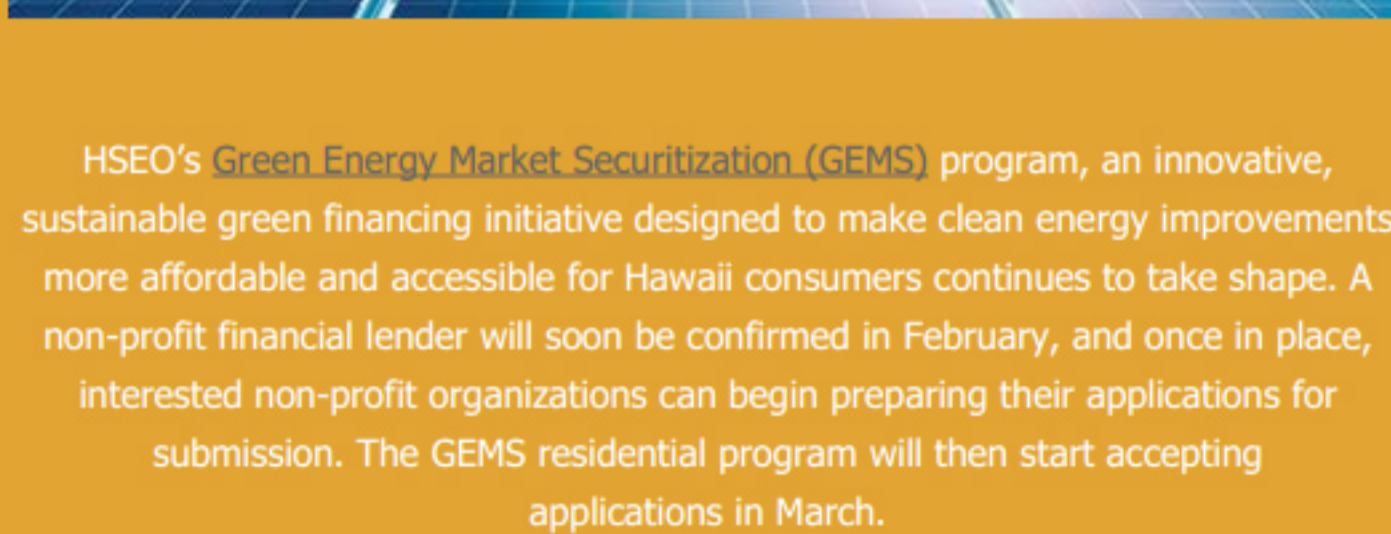 HSEO’s Green Energy Market Securitization (GEMS) program, an innovative,
sustainable green financing initiative designed to make clean energy improvements
more affordable and accessible for Hawaii consumers continues to take shape. A
non-profit financial lender will soon be confirmed in February, and once in place,
interested non-profit organizations can begin preparing their applications for
submission. The GEMS residential program will then start accepting
applications in March.